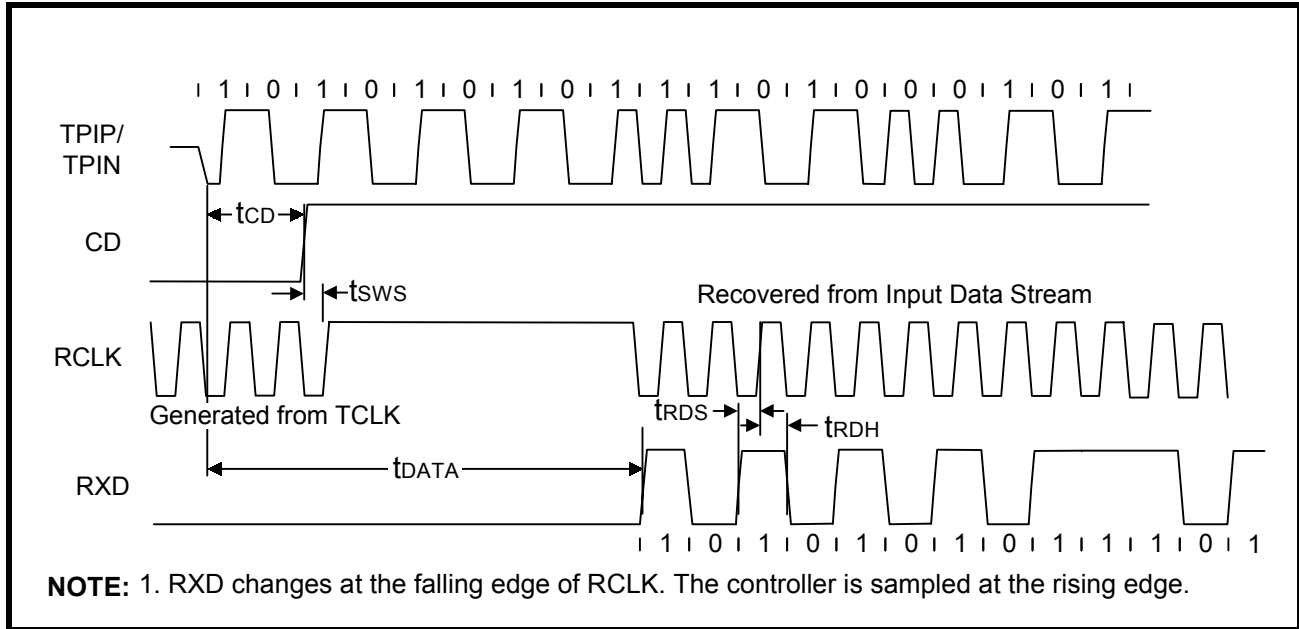 1 0 1 0 1 0 1 0 1 1 1 0 1 0 0 0 1 0 1
TPIP/
TPIN
tCD
CD
tSWS
Recovered from Input Data Stream
RCLK
Generated from TCLK
tRDS
tRDH
tDATA
RXD
1 0 1 0 1 0 1 0 1 1 1 0 1
NOTE: 1. RXD changes at the falling edge of RCLK. The controller is sampled at the rising edge.